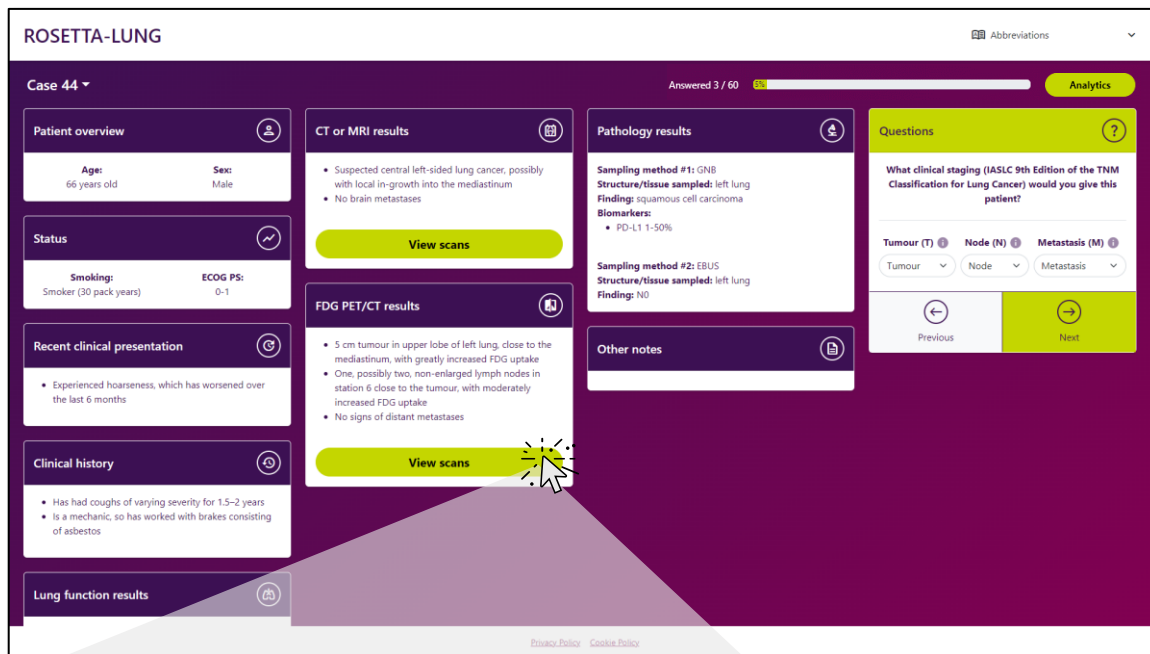 ROSETTA-LUNG
Abbreviations
Case 44
Answered 3 / 60
5%
Analytics
Patient overview
Age:
66 years old
Sex:
Male
Status
Smoking:
Smoker (30 pack years)
ECOG PS:
0-1
Recent clinical presentation
• Experienced hoarseness, which has worsened over
the last 6 months
Clinical history
• Has had coughs of varying severity for 1.5–2 years
• Is a mechanic, so has worked with brakes consisting
of asbestos
Lung function results
CT or MRI results
• Suspected central left-sided lung cancer, possibly
with local in-growth into the mediastinum
• No brain metastases
View scans
FDG PET/CT results
• 5 cm tumour in upper lobe of left lung, close to the
mediastinum, with greatly increased FDG uptake
• One, possibly two, non-enlarged lymph nodes in
station 6 close to the tumour, with moderately
increased FDG uptake
• No signs of distant metastases
View scans
Pathology results
Sampling method #1: GNB
Structure/tissue sampled: left lung
Finding: squamous cell carcinoma
Biomarkers:
• PD-L1 1-50%
Sampling method #2: EBUS
Structure/tissue sampled: left lung
Finding: N0
Other notes
Questions
What clinical staging (IASLC 9th Edition of the TNM
Classification for Lung Cancer) would you give this
patient?
Tumour (T)
Node (N)
Metastasis (M)
Tumour
Node
Metastasis
Previous
Next
Privacy Policy
Cookie Policy